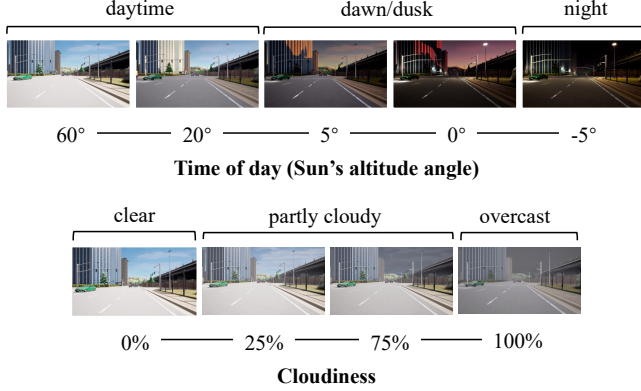 daytime dawn/dusk night
60° 20° 5° 0° -5°
Time of day (Sun's altitude angle)
clear partly cloudy overcast
0% 25% 75% 100%
Cloudiness